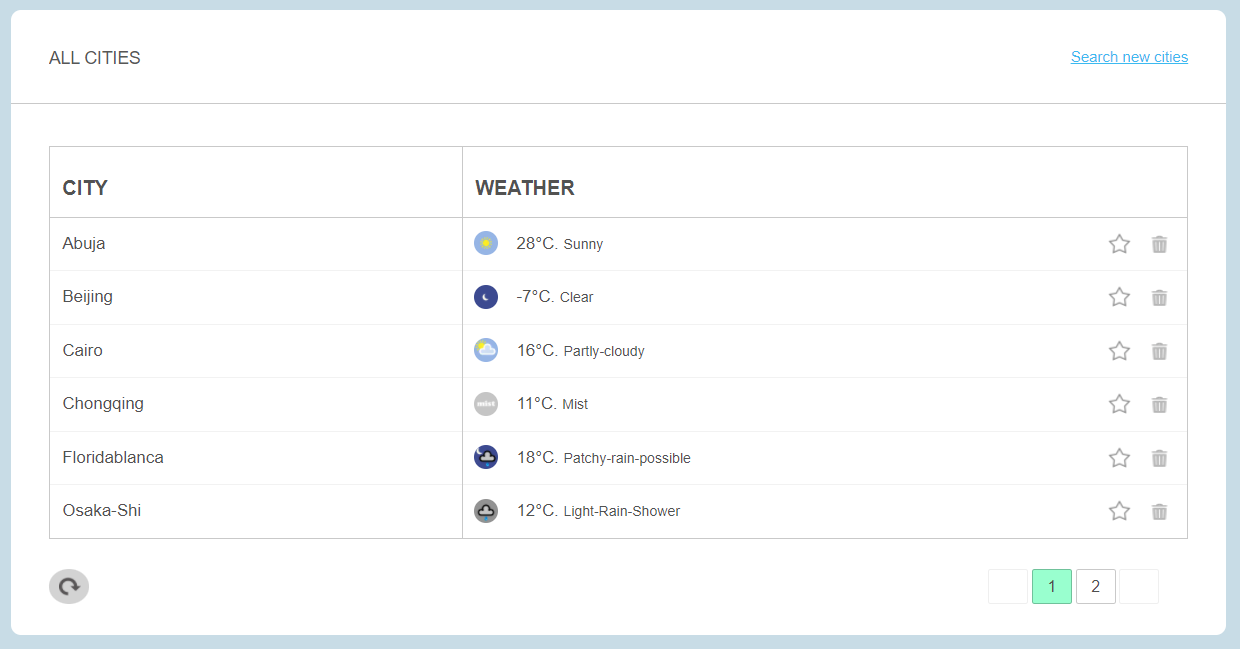 ALL CITIES
Search new cities
CITY
WEATHER
Abuja
28°C. Sunny
Beijing
-7°C. Clear
Cairo
16°C. Partly-cloudy
Chongqing
mist
11°C. Mist
Floridablanca
18°C. Patchy-rain-possible
Osaka-Shi
12°C. Light-Rain-Shower
1
2